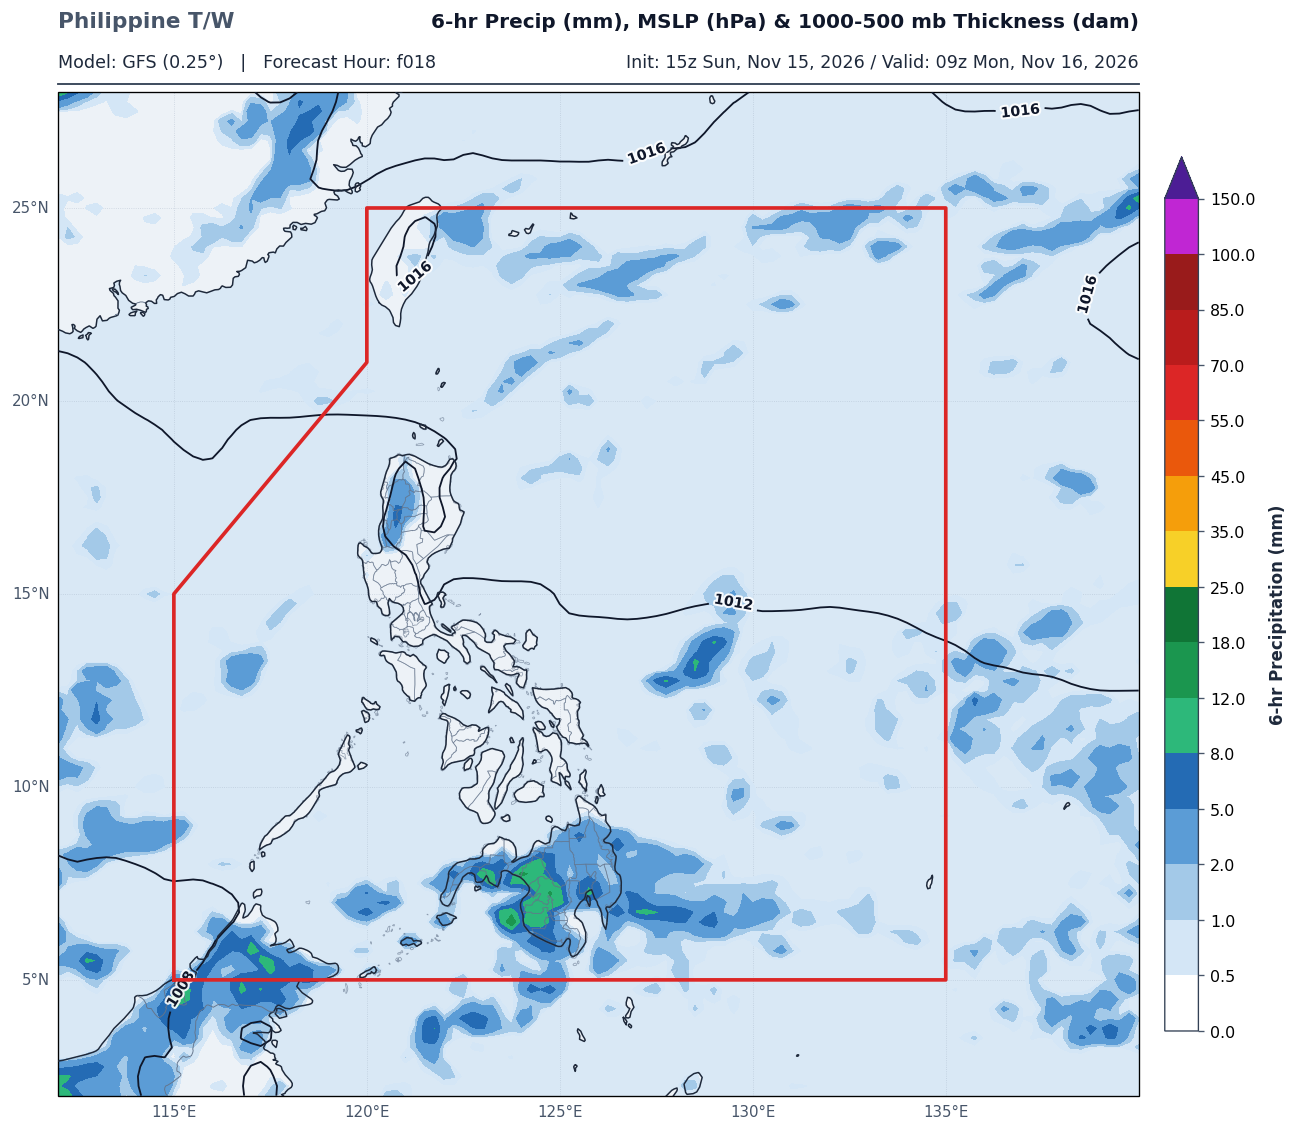 Philippine T/W
6-hr Precip (mm), MSLP (hPa) & 1000-500 mb Thickness (dam)
Model: GFS (0.25°) | Forecast Hour: f018
Init: 15z Sun, Nov 15, 2026 / Valid: 09z Mon, Nov 16, 2026
1016
1016
1016
1016
1012
1008
25°N
20°N
15°N
10°N
5°N
115°E
120°E
125°E
130°E
135°E
150.0
100.0
85.0
70.0
55.0
45.0
35.0
25.0
18.0
12.0
8.0
5.0
2.0
1.0
0.5
0.0
6-hr Precipitation (mm)